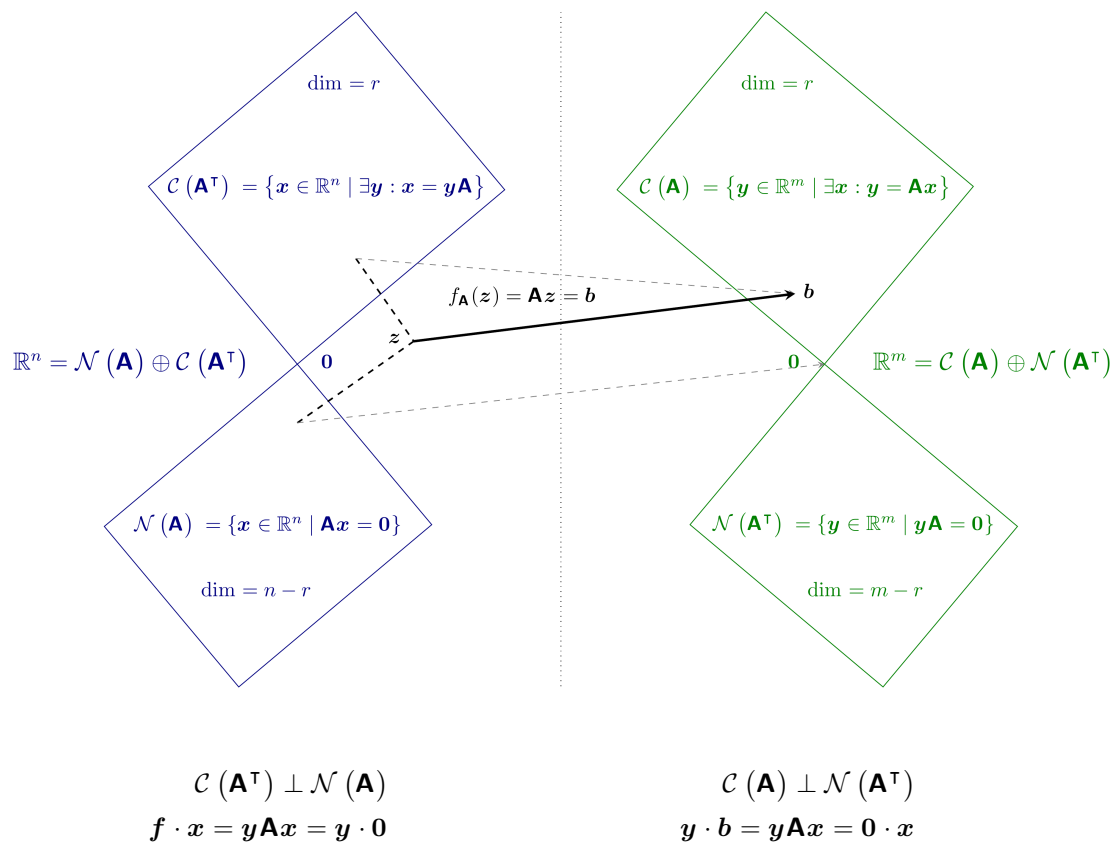 dim = r
dim = r
𝒞 (𝐀ᵀ) = {𝒙 ∈ ℝⁿ | ∃𝒚 : 𝒙 = 𝒚𝐀}
𝒞 (𝐀) = {𝒚 ∈ ℝᵐ | ∃𝒙 : 𝒚 = 𝐀𝒙}
f_𝐀(𝒛) = 𝐀𝒛 = 𝒃
𝒃
𝒛
ℝⁿ = 𝒩 (𝐀) ⊕ 𝒞 (𝐀ᵀ)
𝟎
𝟎
ℝᵐ = 𝒞 (𝐀) ⊕ 𝒩 (𝐀ᵀ)
𝒩 (𝐀) = {𝒙 ∈ ℝⁿ | 𝐀𝒙 = 𝟎}
𝒩 (𝐀ᵀ) = {𝒚 ∈ ℝᵐ | 𝒚𝐀 = 𝟎}
dim = n − r
dim = m − r
𝒞 (𝐀ᵀ) ⊥ 𝒩 (𝐀)
𝒇 · 𝒙 = 𝒚𝐀𝒙 = 𝒚 · 𝟎
𝒞 (𝐀) ⊥ 𝒩 (𝐀ᵀ)
𝒚 · 𝒃 = 𝒚𝐀𝒙 = 𝟎 · 𝒙